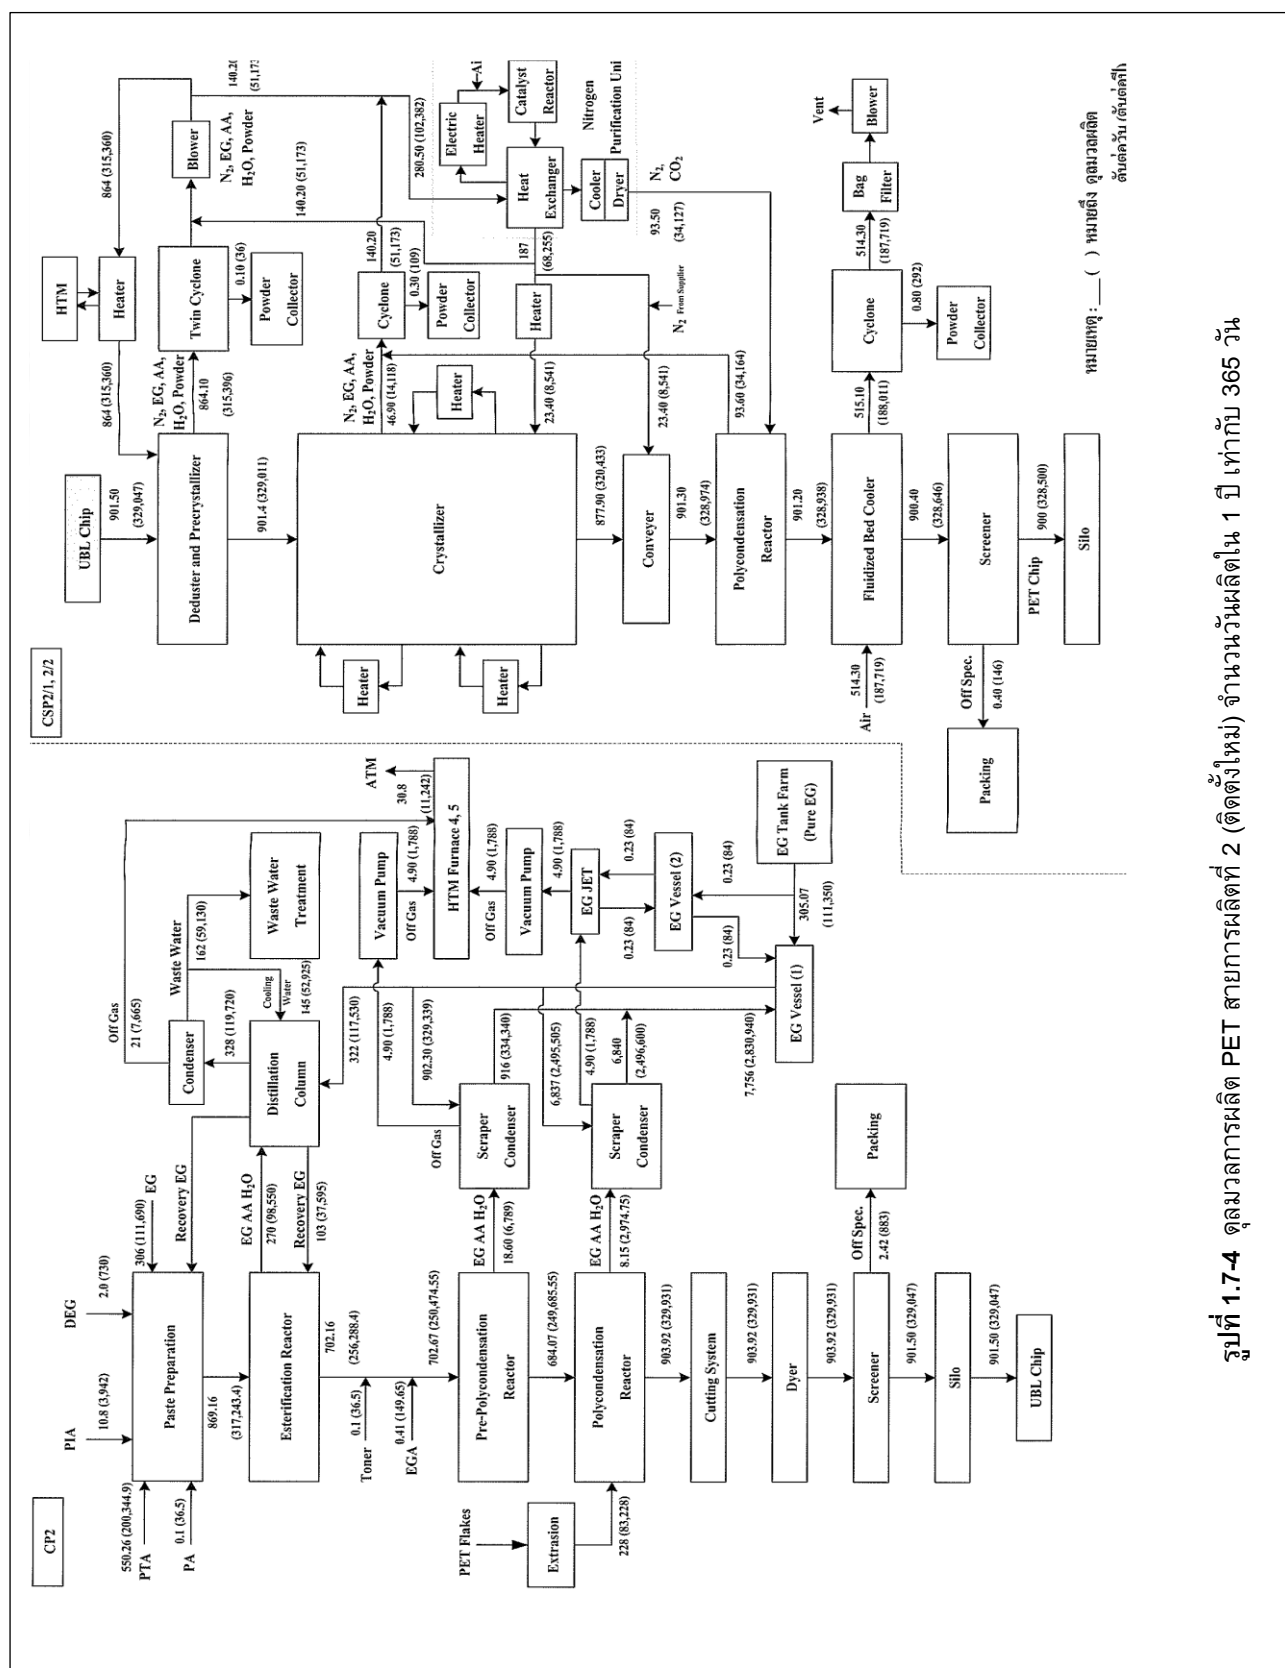 CP2
PTA
550.26 (200,344.9)
PA
0.1 (36.5)
PIA
10.8 (3,942)
DEG
2.0 (730)
306 (111,690)
EG
Recovery EG
Paste Preparation
869.16
(317,243.4)
Esterification Reactor
EG AA H₂O
270 (98,550)
Recovery EG
103 (37,595)
702.16
(256,288.4)
Toner
0.1 (36.5)
EGA
0.41 (149.65)
702.67 (250,474.55)
Distillation
Column
328 (119,720)
Condenser
Off Gas
21 (7,665)
Waste Water
162 (59,130)
Cooling
Water
145 (52,925)
Waste Water
Treatment
322 (117,530)
Pre-Polycondensation
Reactor
EG AA H₂O
18.60 (6,789)
684.07 (249,685.55)
Scraper
Condenser
Off Gas
4.90 (1,788)
902.30 (329,339)
916 (334,340)
Vacuum Pump
Off Gas
4.90 (1,788)
HTM Furnace 4, 5
ATM
30.8
(11,242)
Off Gas
4.90 (1,788)
Vacuum Pump
4.90 (1,788)
EG JET
0.23 (84)
0.23 (84)
EG Vessel (2)
0.23 (84)
0.23 (84)
EG Tank Farm
(Pure EG)
305.07
(111,350)
EG Vessel (1)
7,756 (2,830,940)
PET Flakes
Extrasion
228 (83,228)
Polycondensation
Reactor
EG AA H₂O
8.15 (2,974.75)
Scraper
Condenser
6,837 (2,495,505)
4.90 (1,788)
6,840
(2,496,600)
903.92 (329,931)
Cutting System
903.92 (329,931)
Dyer
903.92 (329,931)
Screener
Off Spec.
2.42 (883)
Packing
901.50 (329,047)
Silo
901.50 (329,047)
UBL Chip
CSP2/1, 2/2
UBL Chip
901.50
(329,047)
864 (315,360)
HTM
Heater
864 (315,360)
Deduster and Precrystallizer
N₂, EG, AA,
H₂O, Powder
864.10
(315,396)
Twin Cyclone
0.10 (36)
Powder
Collector
Blower
N₂, EG, AA,
H₂O, Powder
140.20 (51,173)
901.4 (329,011)
Heater
Heater
Heater
Crystallizer
N₂, EG, AA,
H₂O, Powder
46.90 (14,118)
Cyclone
0.30 (109)
Powder
Collector
140.20
(51,173)
280.50 (102,382)
Electric
Heater
Catalyst
Reactor
Heat
Exchanger
Cooler
Dryer
Nitrogen
Purification Uni
187
(68,255)
Heater
23.40 (8,541)
N₂ From Supplier
N₂,
CO₂
93.50
(34,127)
877.90 (320,433)
Conveyer
23.40 (8,541)
901.30
(328,974)
Polycondensation
Reactor
93.60 (34,164)
901.20
(328,938)
Air
514.30
(187,719)
Fluidized Bed Cooler
515.10
(188,011)
Cyclone
0.80 (292)
Powder
Collector
514.30
(187,719)
Bag
Filter
Blower
Vent
900.40
(328,646)
Screener
Off Spec.
0.40 (146)
Packing
PET Chip
900 (328,500)
Silo
หมายเหตุ : ___ ( ) หมายถึง ดุลมวลผลิต
รูปที่ 1.7-4 ดุลมวลการผลิต PET สายการผลิตที่ 2 (ติดตั้งใหม่) จำนวนวันผลิตใน 1 ปี เท่ากับ 365 วัน